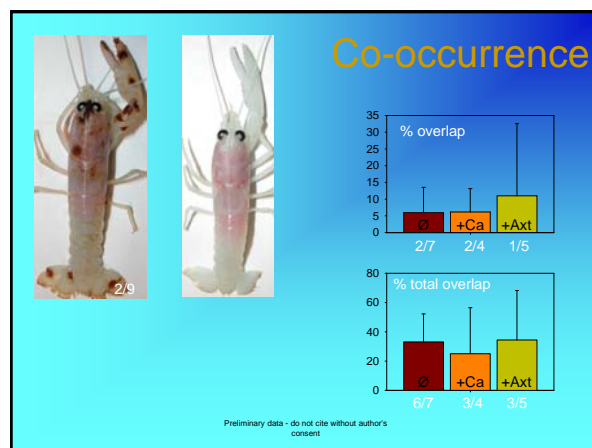 Co-occurrence
2/9
35
30
25
20
15
10
5
0
% overlap
Ø
+Ca
+Axt
2/7
2/4
1/5
80
60
40
20
0
% total overlap
Ø
+Ca
+Axt
6/7
3/4
3/5
Preliminary data - do not cite without author's
consent